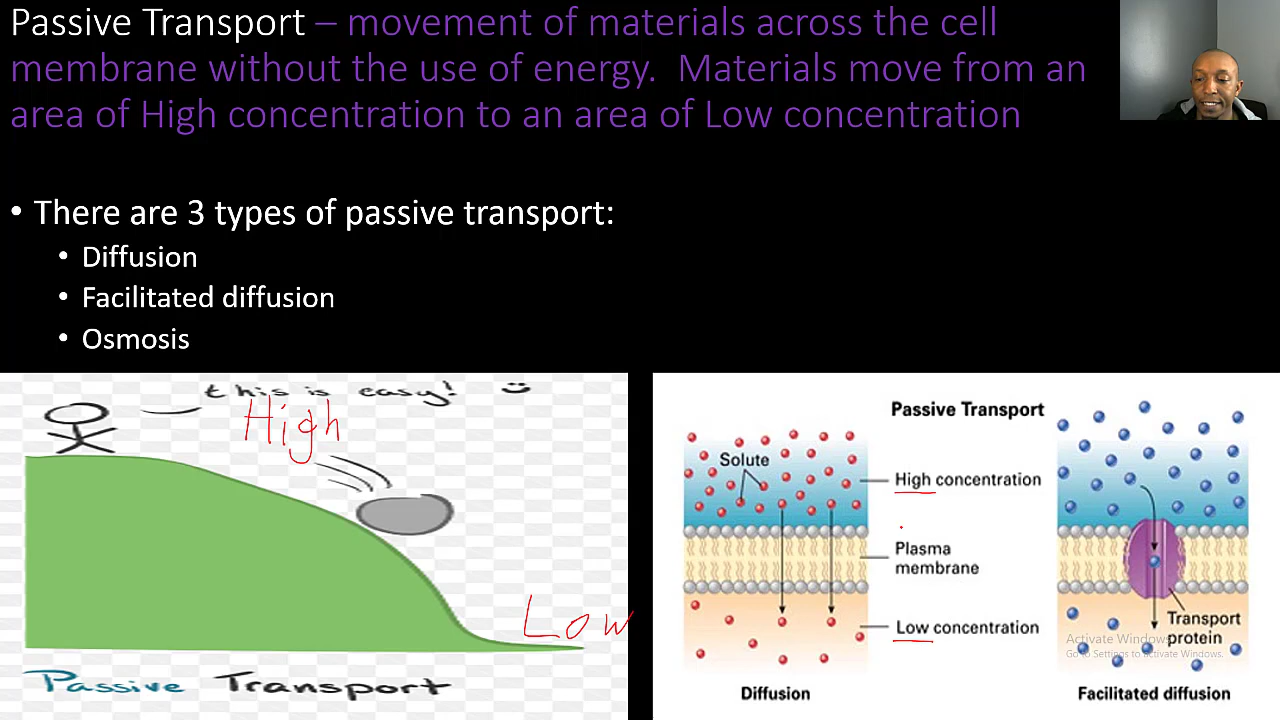 Passive Transport – movement of materials across the cell
membrane without the use of energy. Materials move from an
area of High concentration to an area of Low concentration
• There are 3 types of passive transport:
• Diffusion
• Facilitated diffusion
• Osmosis
this is easy!
High
Low
Passive Transport
Passive Transport
Solute
High concentration
Plasma
membrane
Low concentration
Transport
protein
Activate Windows
Go to Settings to activate Windows.
Diffusion
Facilitated diffusion